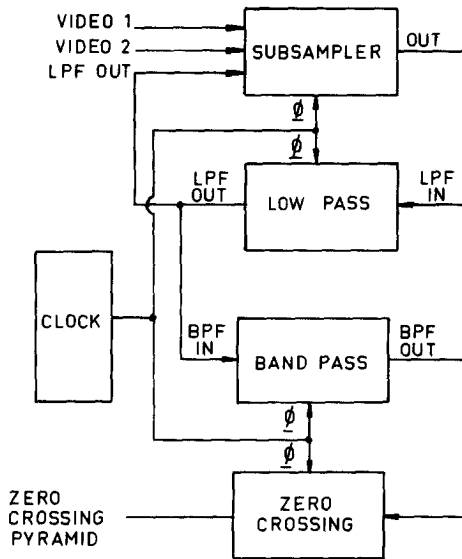 VIDEO 1
VIDEO 2
LPF OUT
SUBSAMPLER
OUT
ϕ
ϕ
LPF
OUT
LOW PASS
LPF
IN
CLOCK
BPF
IN
BAND PASS
BPF
OUT
ϕ
ϕ
ZERO
CROSSING
PYRAMID
ZERO
CROSSING